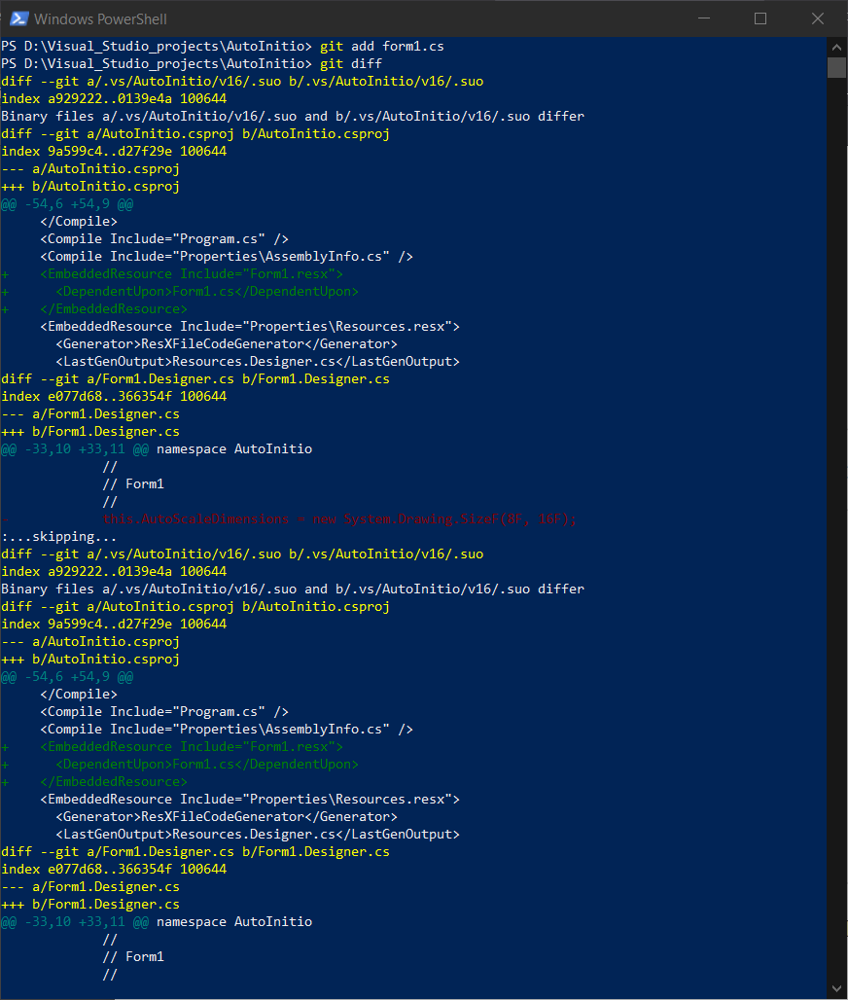 Windows PowerShell
PS D:\Visual_Studio_projects\AutoInitio> git add form1.cs
PS D:\Visual_Studio_projects\AutoInitio> git diff
diff --git a/.vs/AutoInitio/v16/.suo b/.vs/AutoInitio/v16/.suo
index a929222..0139e4a 100644
Binary files a/.vs/AutoInitio/v16/.suo and b/.vs/AutoInitio/v16/.suo differ
diff --git a/AutoInitio.csproj b/AutoInitio.csproj
index 9a599c4..d27f29e 100644
--- a/AutoInitio.csproj
+++ b/AutoInitio.csproj
@@ -54,6 +54,9 @@
     </Compile>
     <Compile Include="Program.cs" />
     <Compile Include="Properties\AssemblyInfo.cs" />
+    <EmbeddedResource Include="Form1.resx">
+      <DependentUpon>Form1.cs</DependentUpon>
+    </EmbeddedResource>
     <EmbeddedResource Include="Properties\Resources.resx">
       <Generator>ResXFileCodeGenerator</Generator>
       <LastGenOutput>Resources.Designer.cs</LastGenOutput>
diff --git a/Form1.Designer.cs b/Form1.Designer.cs
index e077d68..366354f 100644
--- a/Form1.Designer.cs
+++ b/Form1.Designer.cs
@@ -33,10 +33,11 @@ namespace AutoInitio
             //
             // Form1
             //
-            this.AutoScaleDimensions = new System.Drawing.SizeF(8F, 16F);
:...skipping...
diff --git a/.vs/AutoInitio/v16/.suo b/.vs/AutoInitio/v16/.suo
index a929222..0139e4a 100644
Binary files a/.vs/AutoInitio/v16/.suo and b/.vs/AutoInitio/v16/.suo differ
diff --git a/AutoInitio.csproj b/AutoInitio.csproj
index 9a599c4..d27f29e 100644
--- a/AutoInitio.csproj
+++ b/AutoInitio.csproj
@@ -54,6 +54,9 @@
     </Compile>
     <Compile Include="Program.cs" />
     <Compile Include="Properties\AssemblyInfo.cs" />
+    <EmbeddedResource Include="Form1.resx">
+      <DependentUpon>Form1.cs</DependentUpon>
+    </EmbeddedResource>
     <EmbeddedResource Include="Properties\Resources.resx">
       <Generator>ResXFileCodeGenerator</Generator>
       <LastGenOutput>Resources.Designer.cs</LastGenOutput>
diff --git a/Form1.Designer.cs b/Form1.Designer.cs
index e077d68..366354f 100644
--- a/Form1.Designer.cs
+++ b/Form1.Designer.cs
@@ -33,10 +33,11 @@ namespace AutoInitio
             //
             // Form1
             //